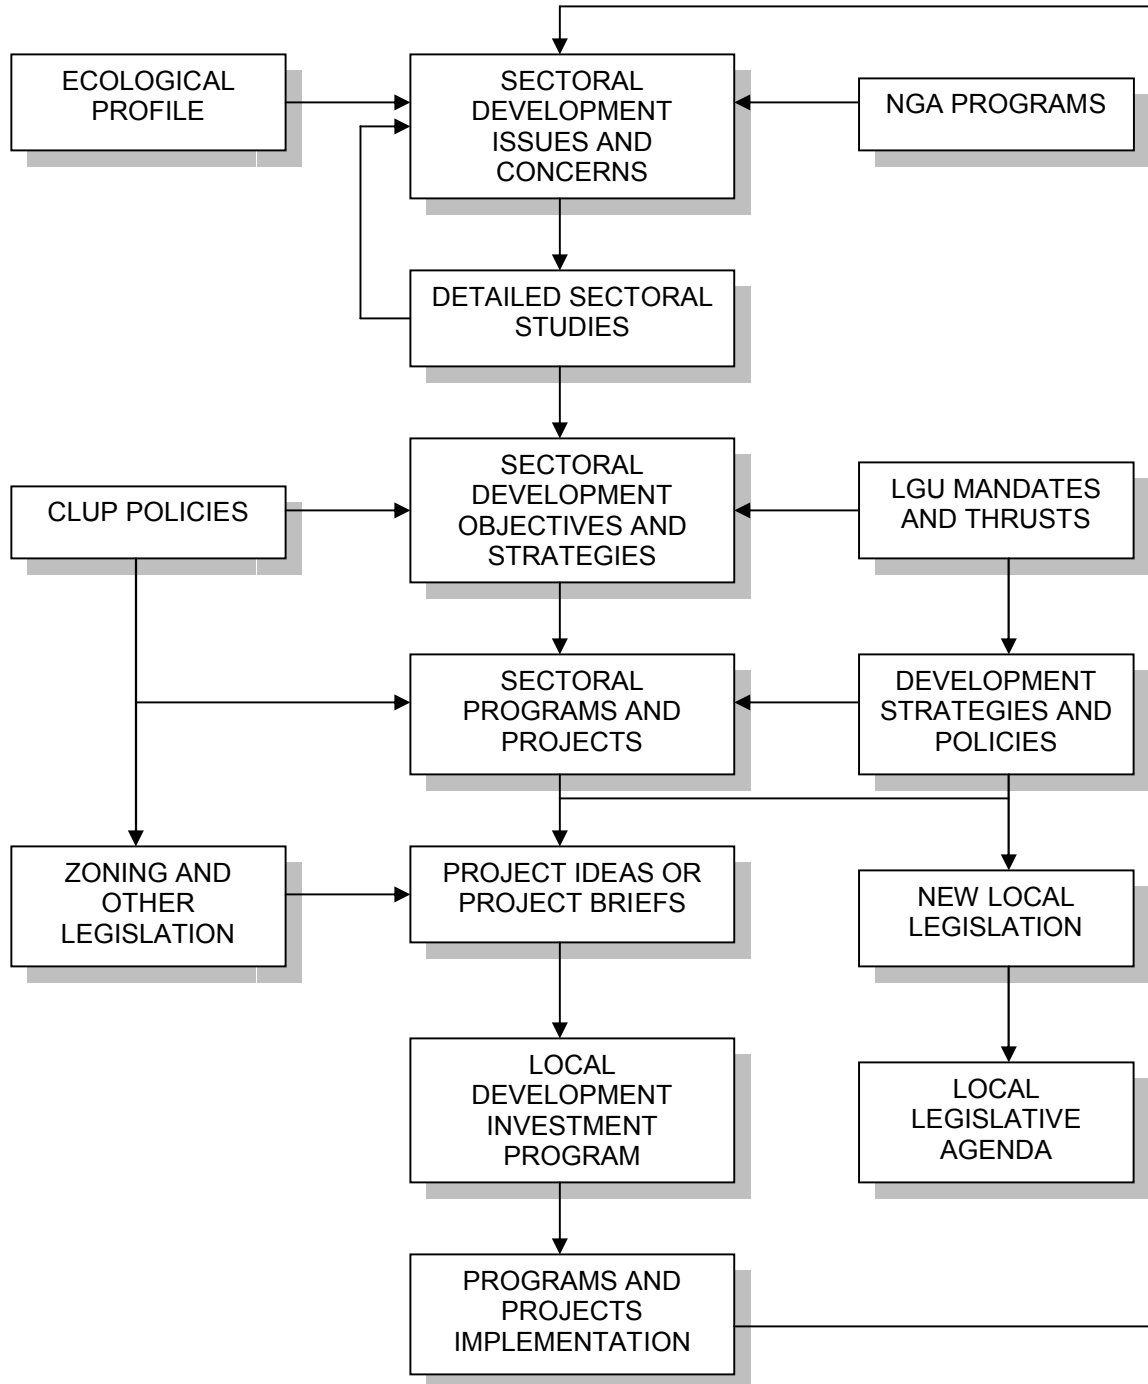 ECOLOGICAL
PROFILE
SECTORAL
DEVELOPMENT
ISSUES AND
CONCERNS
NGA PROGRAMS
DETAILED SECTORAL
STUDIES
CLUP POLICIES
SECTORAL
DEVELOPMENT
OBJECTIVES AND
STRATEGIES
LGU MANDATES
AND THRUSTS
SECTORAL
PROGRAMS AND
PROJECTS
DEVELOPMENT
STRATEGIES AND
POLICIES
ZONING AND
OTHER
LEGISLATION
PROJECT IDEAS OR
PROJECT BRIEFS
NEW LOCAL
LEGISLATION
LOCAL
DEVELOPMENT
INVESTMENT
PROGRAM
LOCAL
LEGISLATIVE
AGENDA
PROGRAMS AND
PROJECTS
IMPLEMENTATION